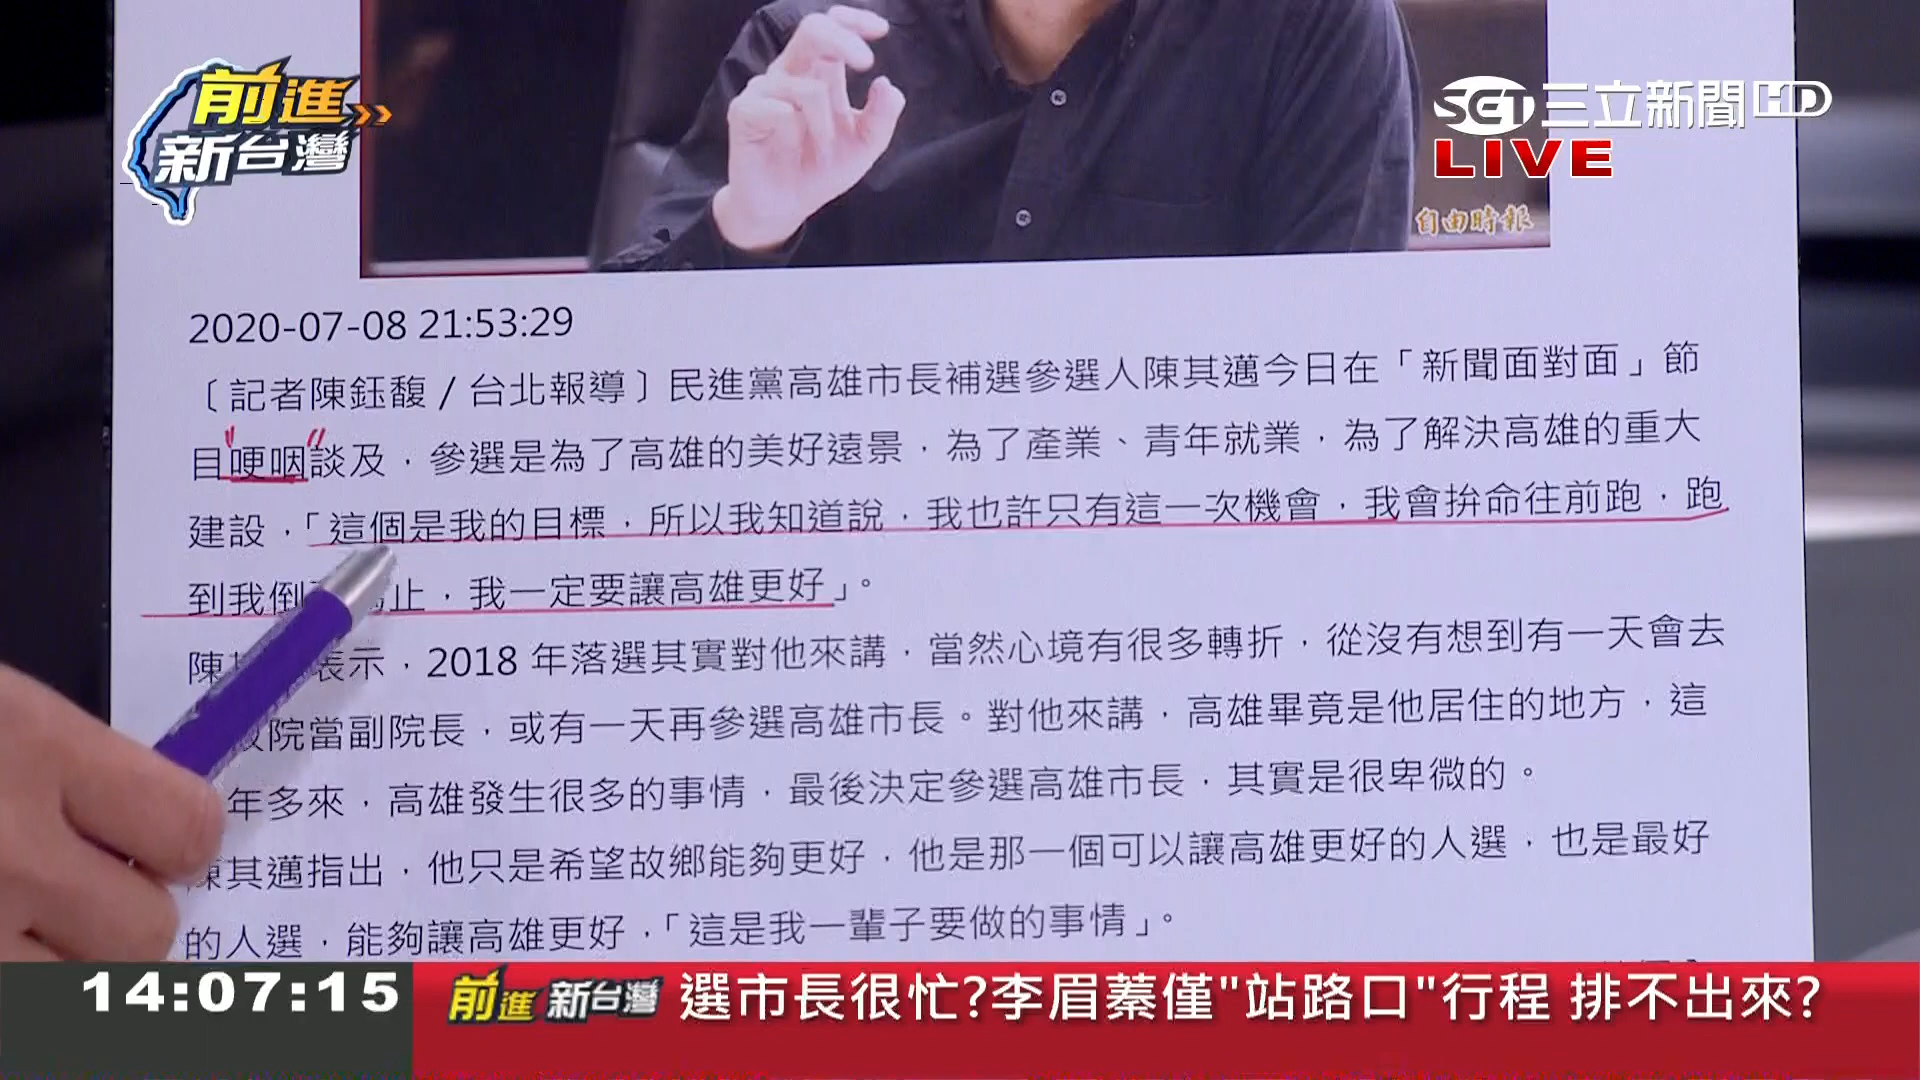 前進
新台灣
SET三立新聞HD
LIVE
自由時報
2020-07-08 21:53:29
〔記者陳鈺馥/台北報導〕民進黨高雄市長補選參選人陳其邁今日在「新聞面對面」節
目"哽咽"談及,參選是為了高雄的美好遠景,為了產業、青年就業,為了解決高雄的重大
建設,「這個是我的目標,所以我知道說,我也許只有這一次機會,我會拚命往前跑,跑
到我倒 止,我一定要讓高雄更好」。
陳 表示,2018 年落選其實對他來講,當然心境有很多轉折,從沒有想到有一天會去
院當副院長,或有一天再參選高雄市長。對他來講,高雄畢竟是他居住的地方,這
年多來,高雄發生很多的事情,最後決定參選高雄市長,其實是很卑微的。
陳其邁指出,他只是希望故鄉能夠更好,他是那一個可以讓高雄更好的人選,也是最好
的人選,能夠讓高雄更好,「這是我一輩子要做的事情」。
14:07:15
前進新台灣
選市長很忙?李眉蓁僅"站路口"行程 排不出來?